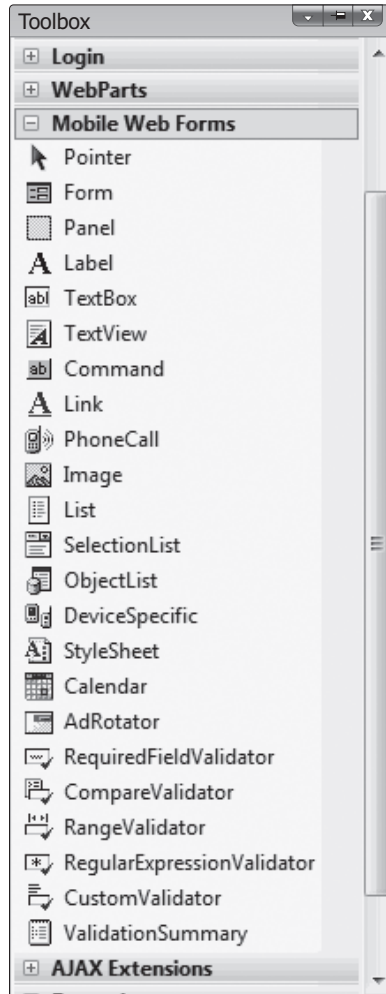 Toolbox
Login
WebParts
Mobile Web Forms
Pointer
Form
Panel
Label
TextBox
TextView
Command
Link
PhoneCall
Image
List
SelectionList
ObjectList
DeviceSpecific
StyleSheet
Calendar
AdRotator
RequiredFieldValidator
CompareValidator
RangeValidator
RegularExpressionValidator
CustomValidator
ValidationSummary
AJAX Extensions